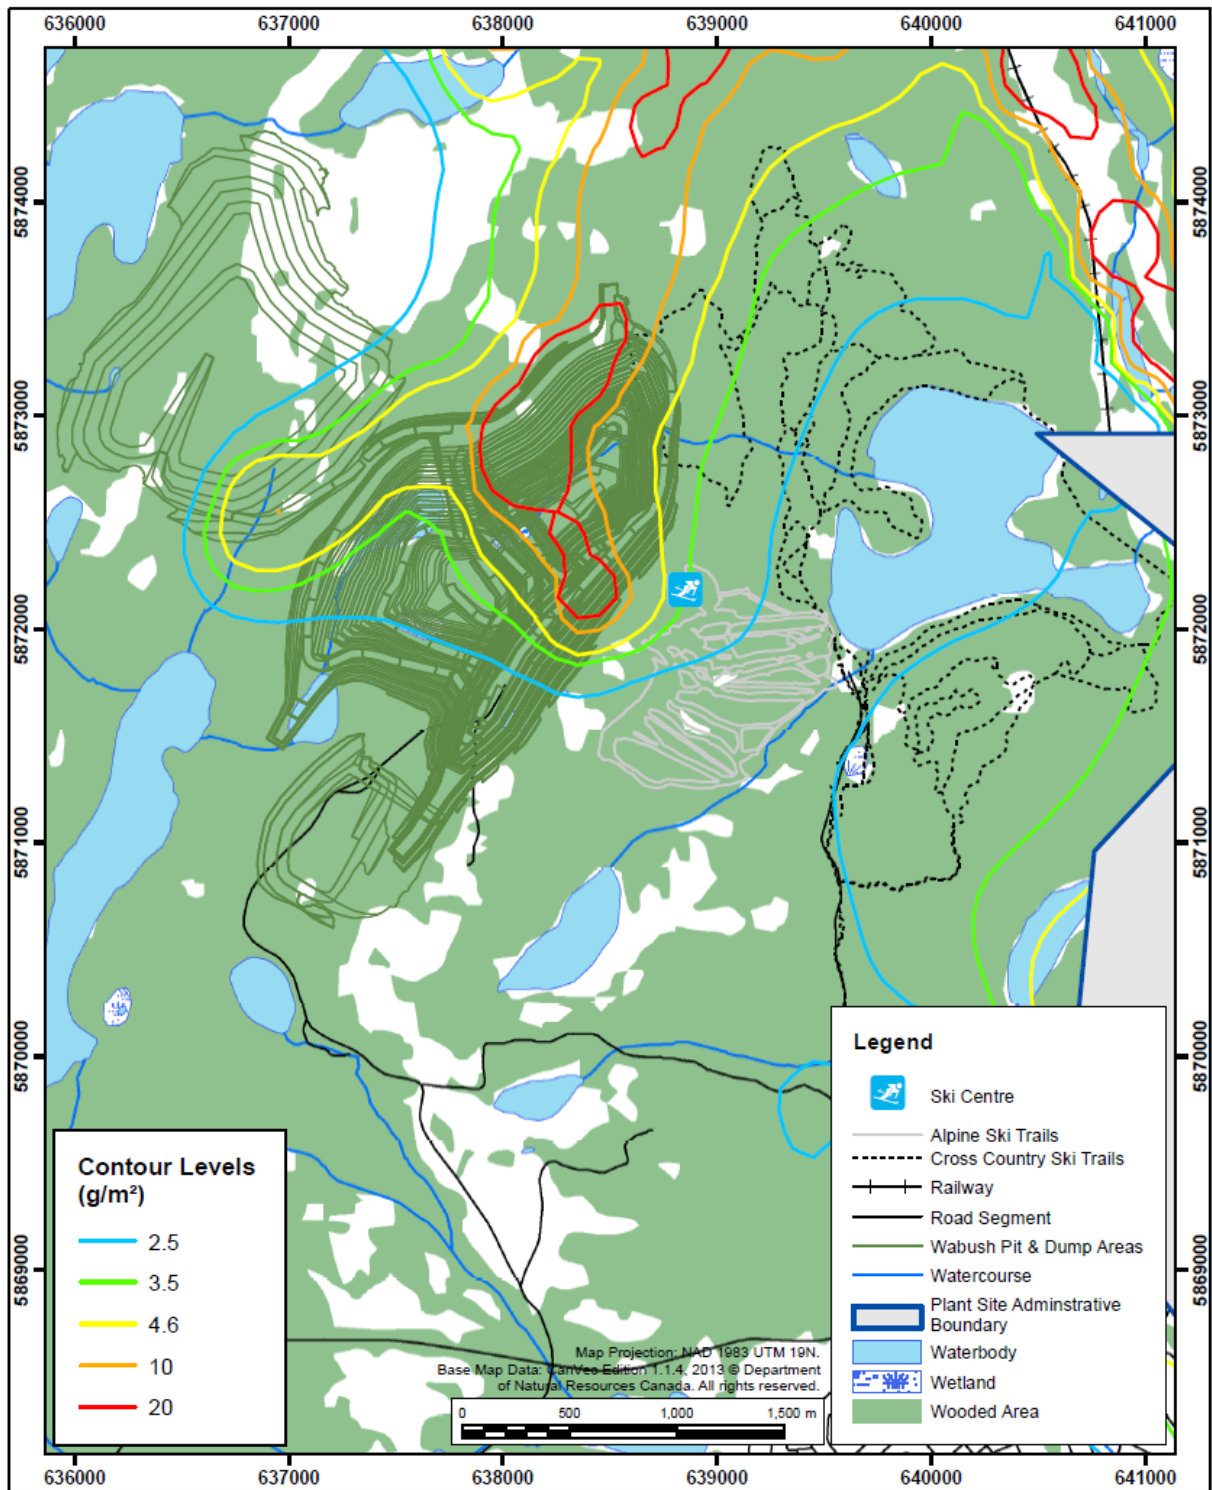 636000 637000 638000 639000 640000 641000
5874000 5874000
5873000 5873000
5872000 5872000
5871000 5871000
5870000 5870000
5869000 5869000
Legend
Ski Centre
Alpine Ski Trails
Cross Country Ski Trails
Railway
Road Segment
Wabush Pit & Dump Areas
Watercourse
Plant Site Adminstrative
Boundary
Waterbody
Wetland
Wooded Area
Contour Levels
(g/m²)
2.5
3.5
4.6
10
20
Map Projection: NAD 1983 UTM 19N.
Base Map Data: CanVec Edition 1.1.4, 2013 © Department
of Natural Resources Canada. All rights reserved.
0 500 1,000 1,500 m
636000 637000 638000 639000 640000 641000